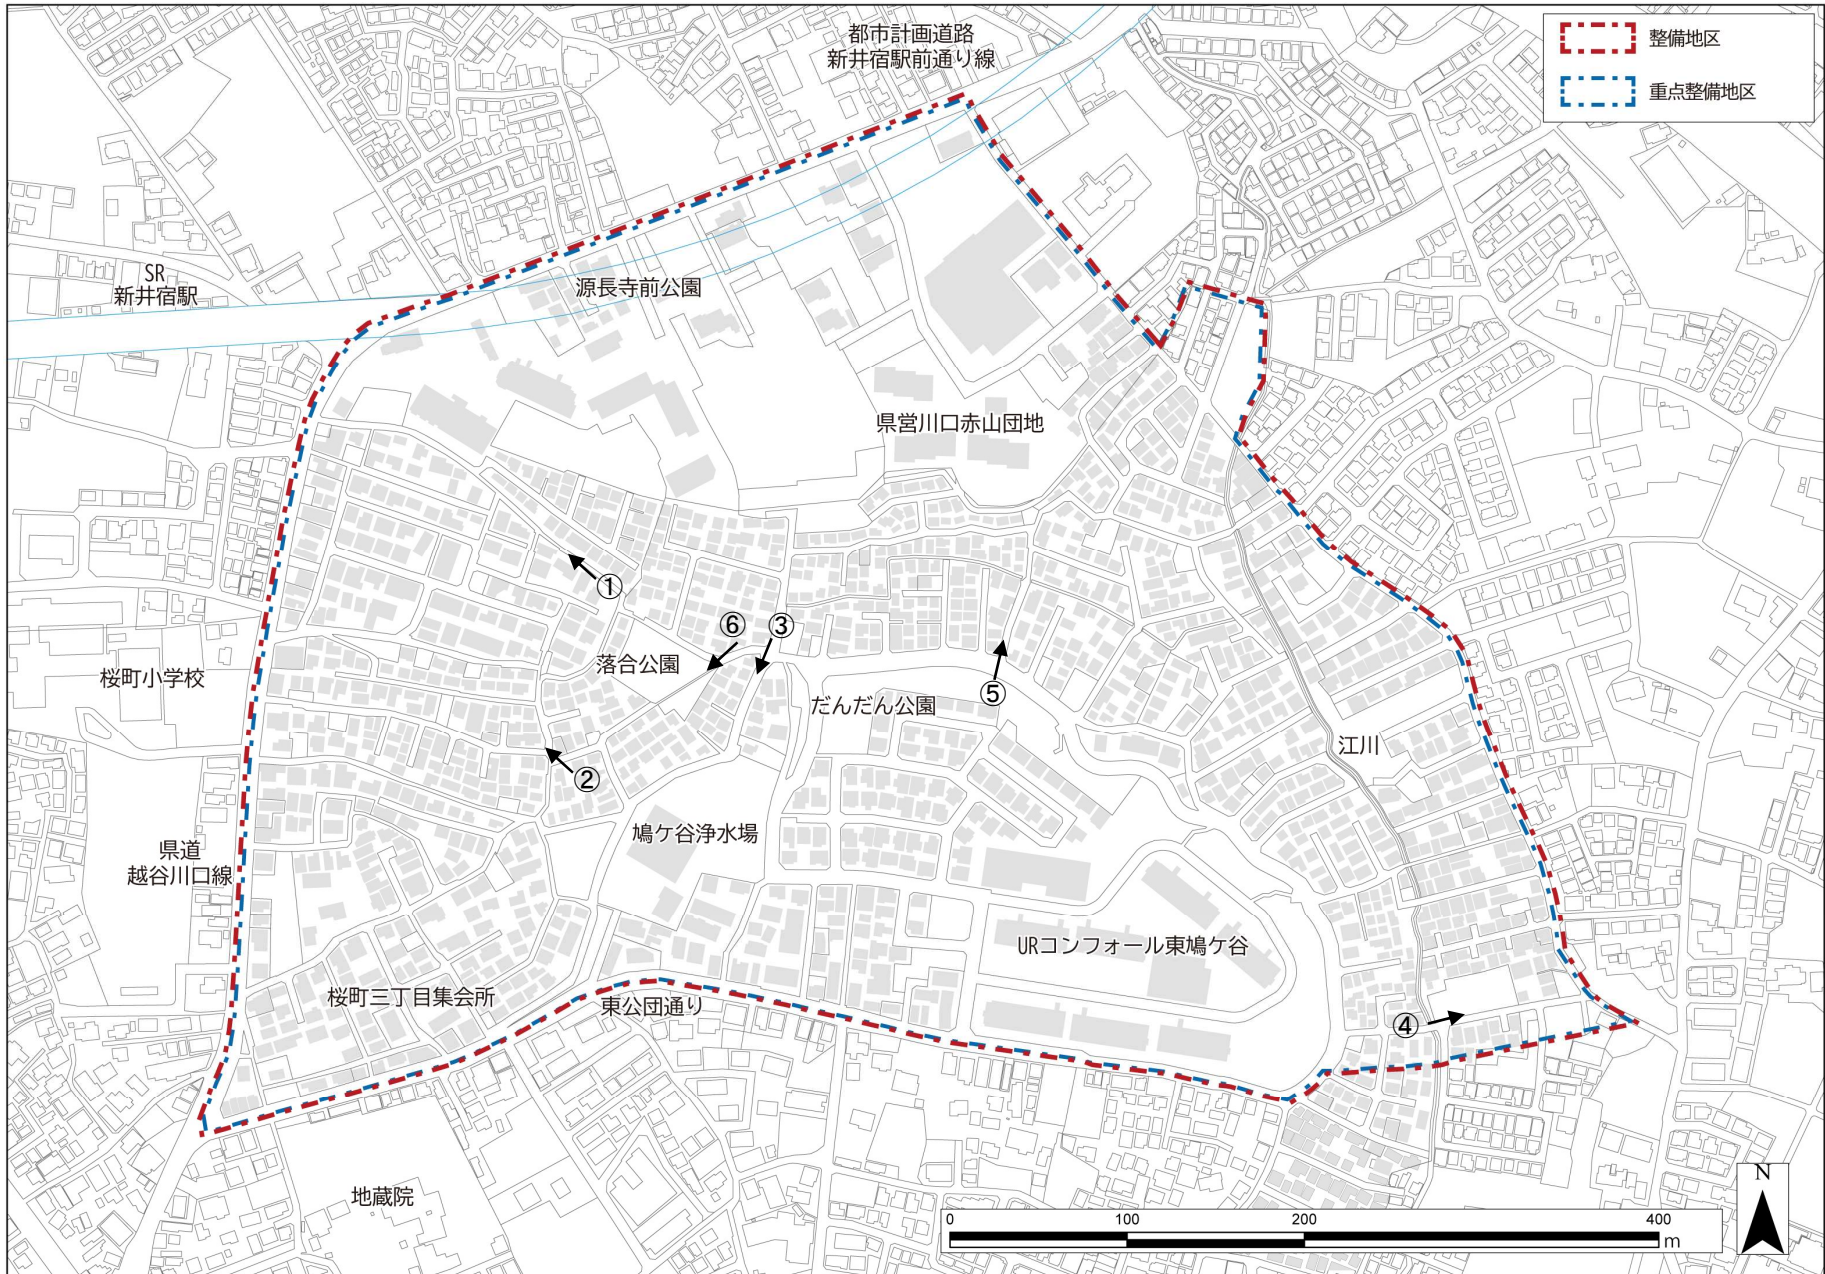 都市計画道路
新井宿駅前通り線
整備地区
重点整備地区
SR
新井宿駅
源長寺前公園
県営川口赤山団地
①
⑥
③
落合公園
桜町小学校
⑤
だんだん公園
江川
②
鳩ケ谷浄水場
県道
越谷川口線
URコンフォール東鳩ケ谷
桜町三丁目集会所
東公団通り
④
地蔵院
N
0
100
200
400
m